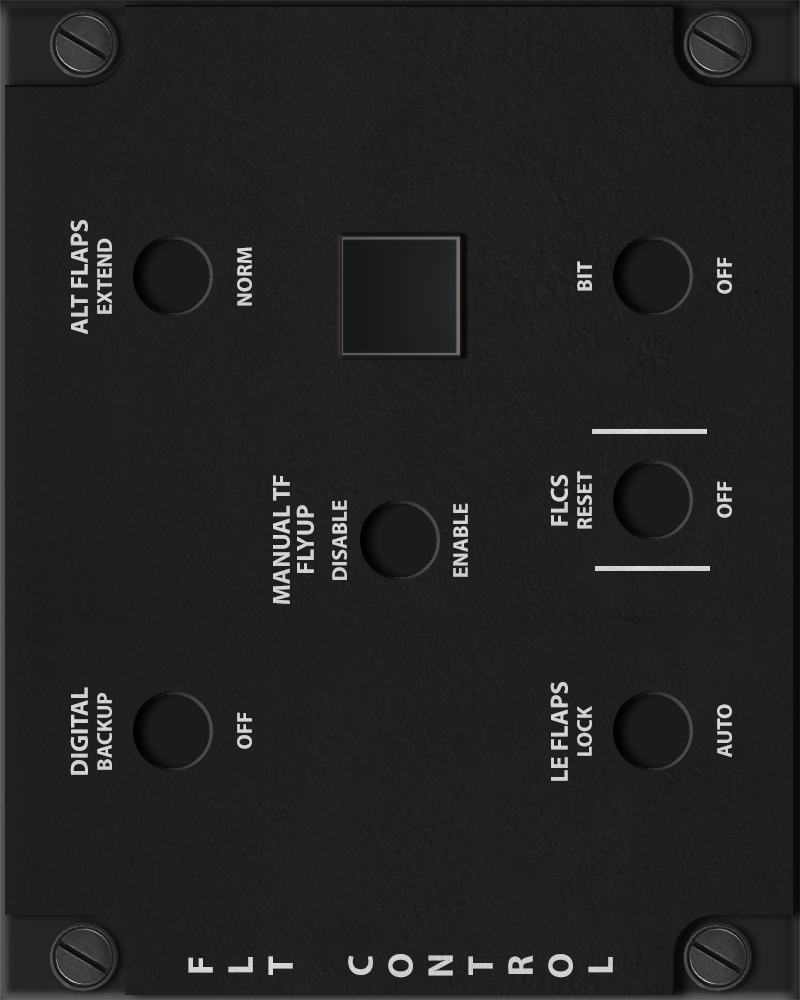 ALT FLAPS
EXTEND
NORM
BIT
OFF
MANUAL TF
FLYUP
DISABLE
ENABLE
FLCS
RESET
OFF
DIGITAL
BACKUP
OFF
LE FLAPS
LOCK
AUTO
FLT CONTROL